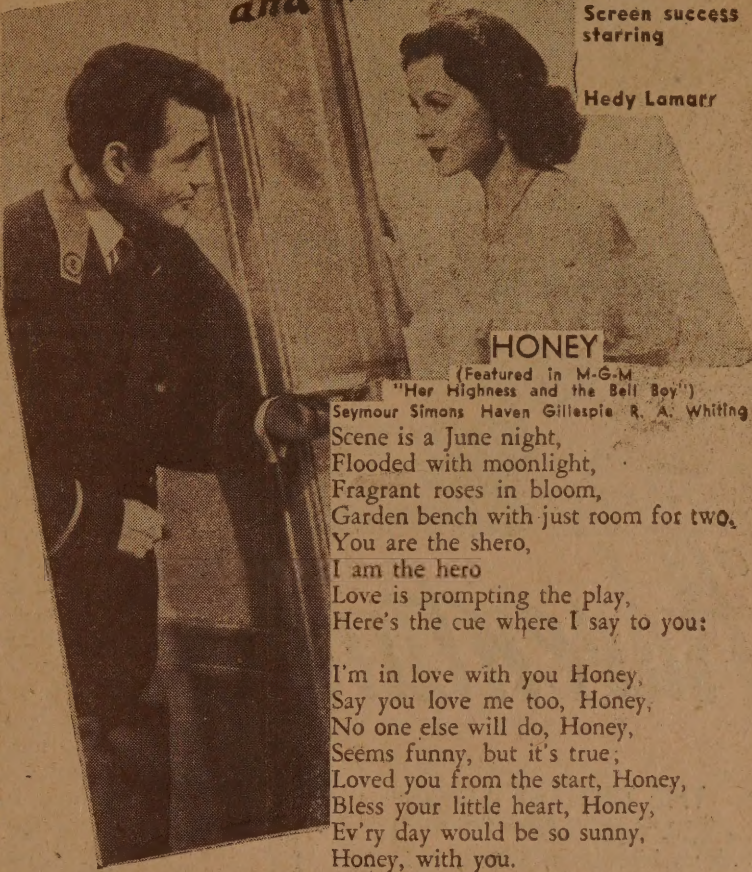 and
Screen success
starring
Hedy Lamarr
HONEY
(Featured in M-G-M
"Her Highness and the Bell Boy")
Seymour Simons Haven Gillespie R. A. Whiting
Scene is a June night,
Flooded with moonlight,
Fragrant roses in bloom,
Garden bench with just room for two.
You are the shero,
I am the hero
Love is prompting the play,
Here's the cue where I say to you:
I'm in love with you Honey,
Say you love me too, Honey,
No one else will do, Honey,
Seems funny, but it's true;
Loved you from the start, Honey,
Bless your little heart, Honey,
Ev'ry day would be so sunny,
Honey, with you.